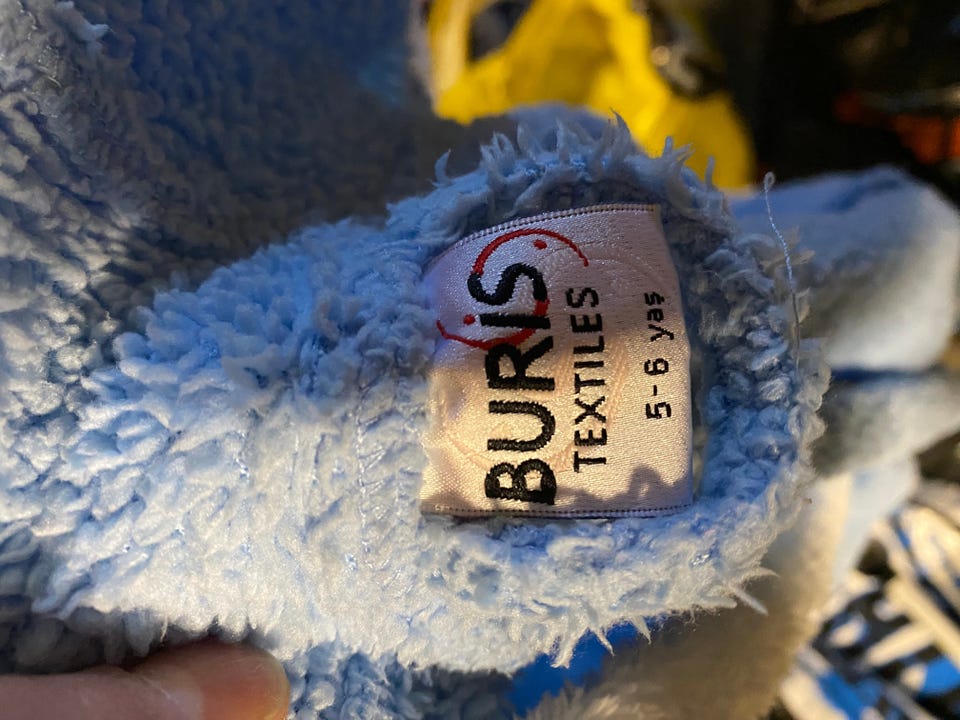 BURIS
TEXTILES
5-6 yaş